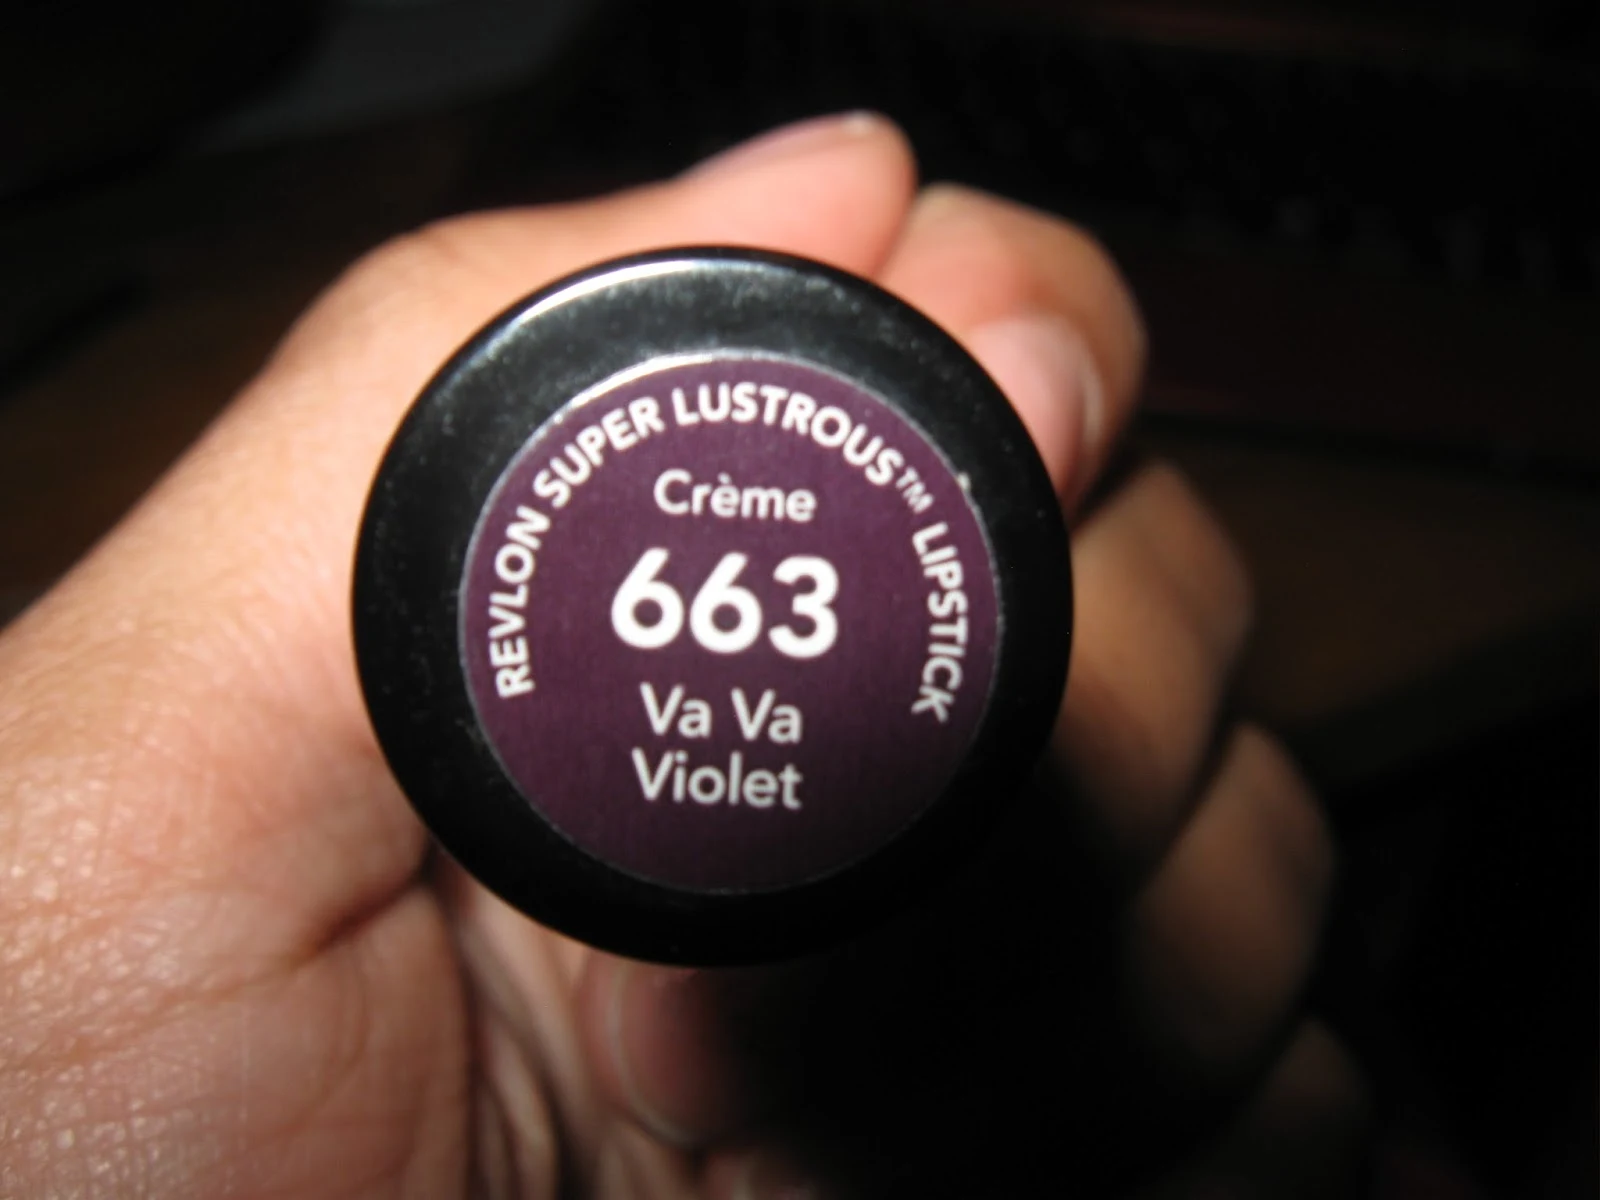 REVLON SUPER LUSTROUS™ LIPSTICK
Crème
663
Va Va
Violet